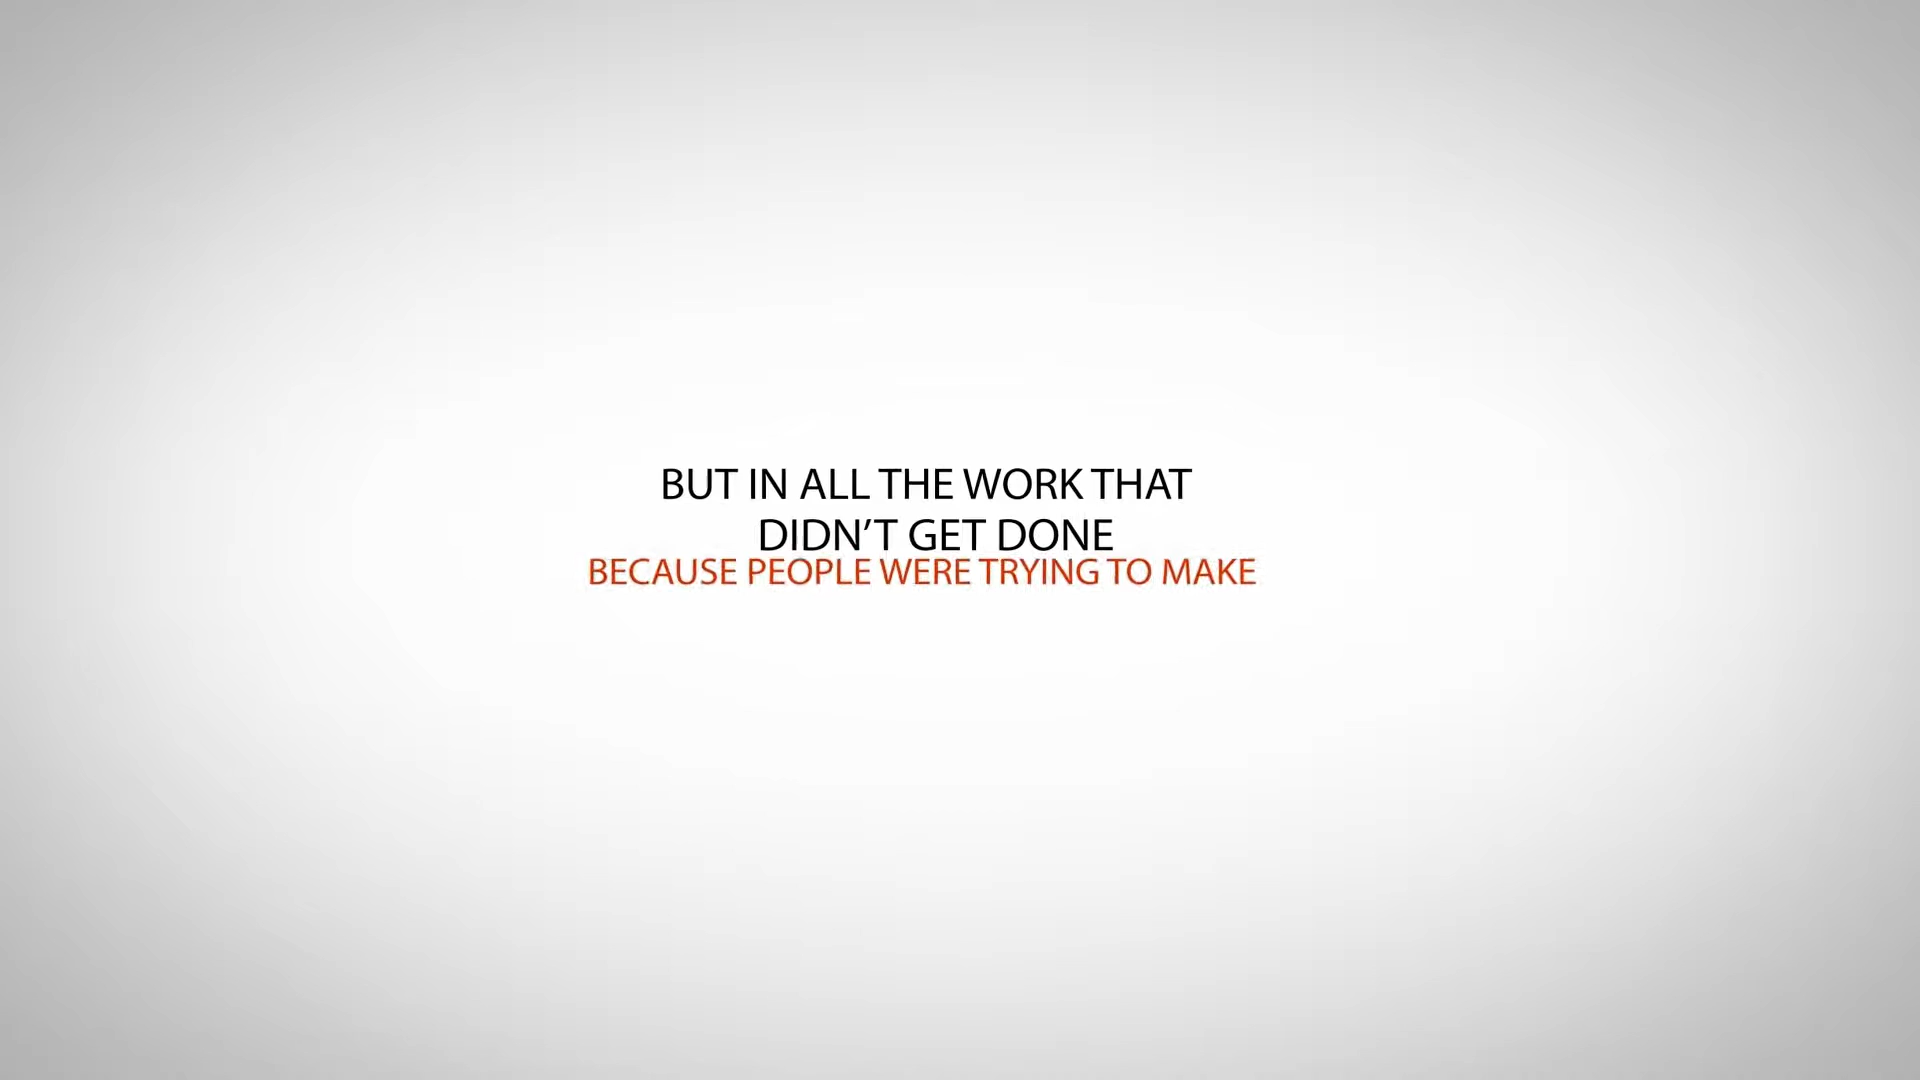 BUT IN ALL THE WORK THAT
DIDN’T GET DONE
BECAUSE PEOPLE WERE TRYING TO MAKE